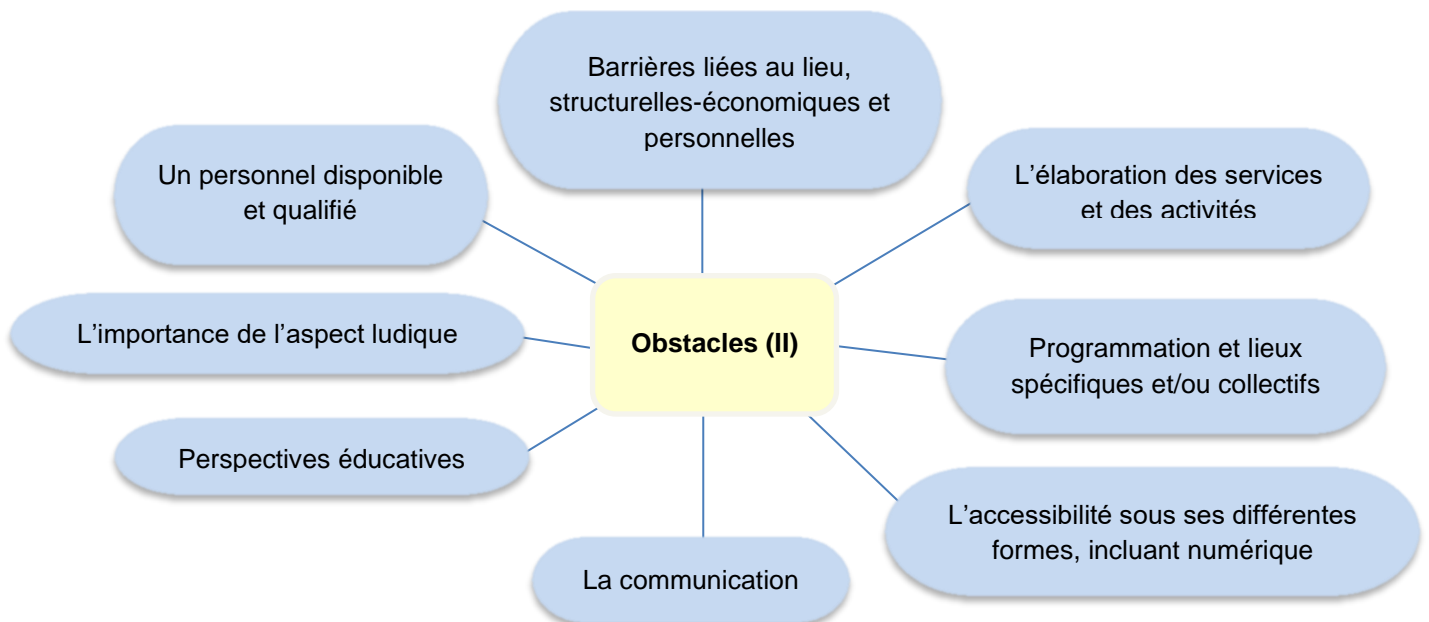 Barrières liées au lieu,
structurelles-économiques et
personnelles
Un personnel disponible
et qualifié
L’élaboration des services
et des activités
L’importance de l’aspect ludique
Obstacles (II)
Programmation et lieux
spécifiques et/ou collectifs
Perspectives éducatives
L’accessibilité sous ses différentes
formes, incluant numérique
La communication